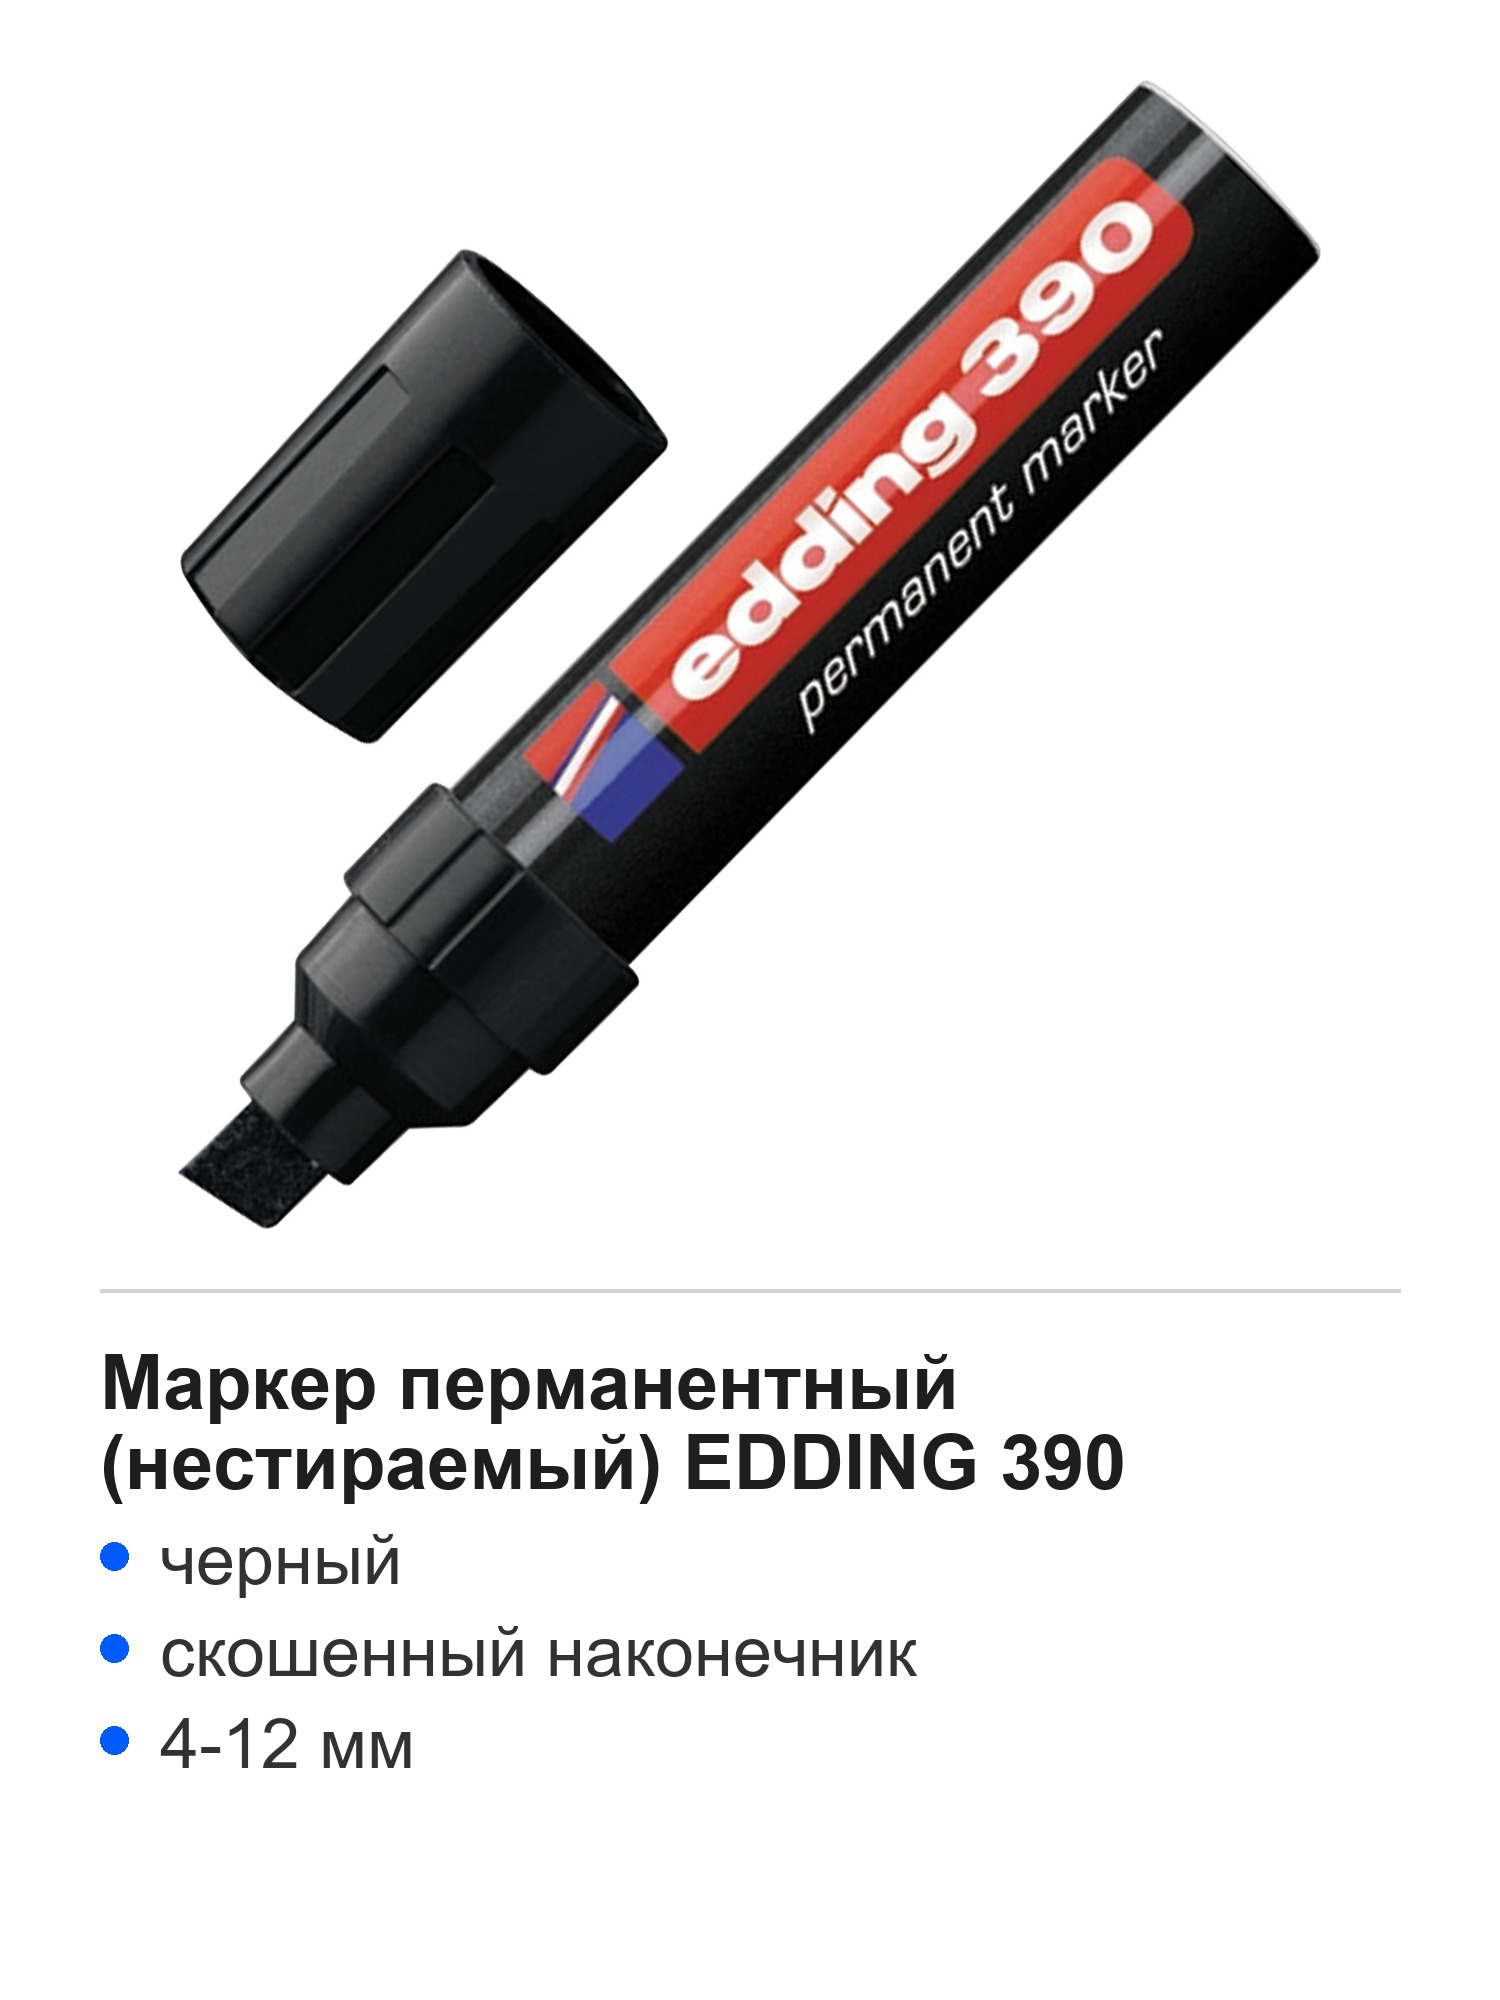 edding 390
permanent marker
Маркер перманентный
(нестираемый) EDDING 390
черный
скошенный наконечник
4-12 мм